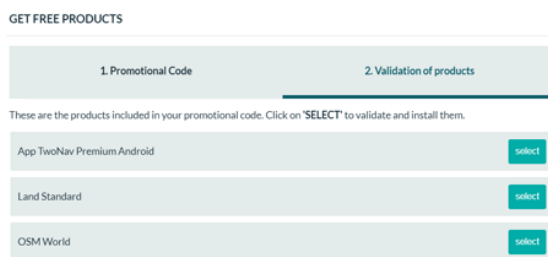 GET FREE PRODUCTS
1. Promotional Code
2. Validation of products
These are the products included in your promotional code. Click on 'SELECT' to validate and install them.
App TwoNav Premium Android
select
Land Standard
select
OSM World
select